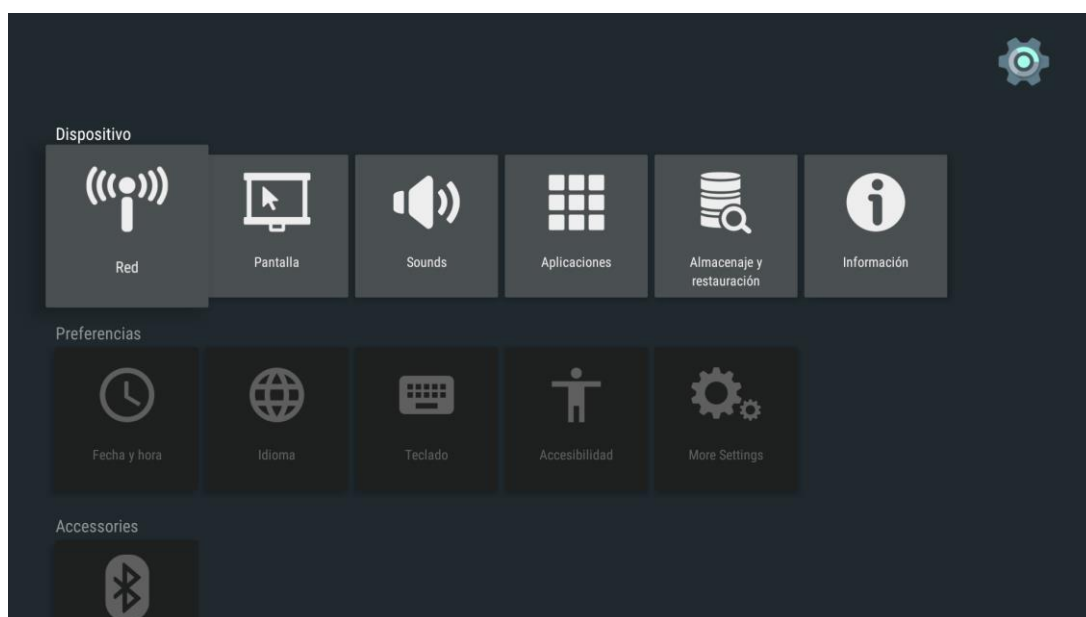 Dispositivo
Red
Pantalla
Sounds
Aplicaciones
Almacenaje y
restauración
Información
Preferencias
Fecha y hora
Idioma
Teclado
Accesibilidad
More Settings
Accessories